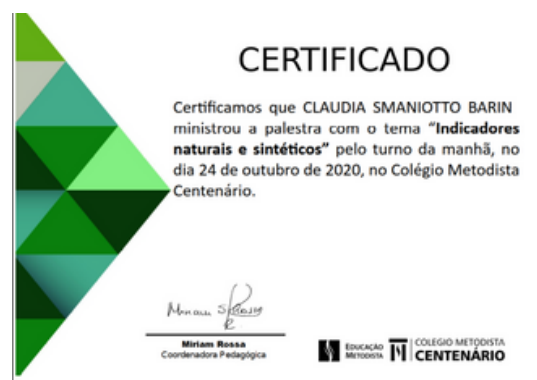 CERTIFICADO
Certificamos que CLAUDIA SMANIOTTO BARIN
ministrou a palestra com o tema “Indicadores
naturais e sintéticos” pelo turno da manhã, no
dia 24 de outubro de 2020, no Colégio Metodista
Centenário.
Miriam Rossa
Coordenadora Pedagógica
EDUCAÇÃO
METODISTA
COLÉGIO METODISTA
CENTENÁRIO